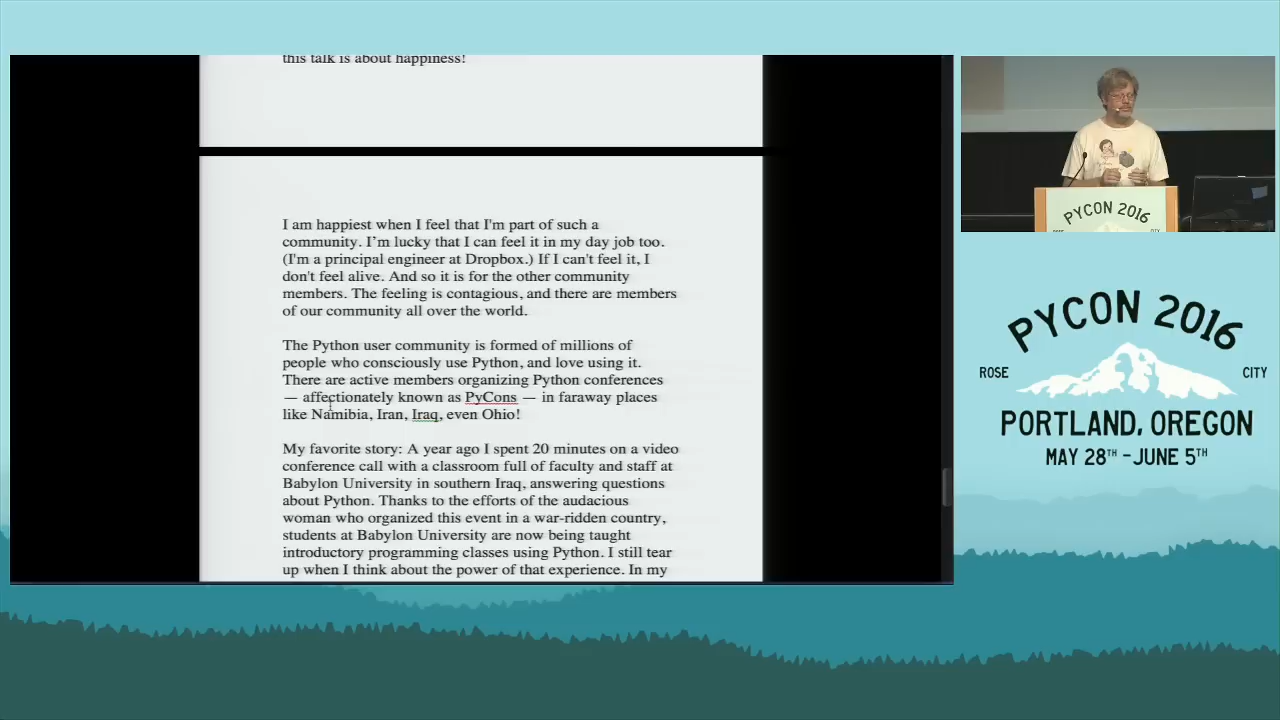 this talk is about happiness!
I am happiest when I feel that I'm part of such a
community. I’m lucky that I can feel it in my day job too.
(I'm a principal engineer at Dropbox.) If I can't feel it, I
don't feel alive. And so it is for the other community
members. The feeling is contagious, and there are members
of our community all over the world.
The Python user community is formed of millions of
people who consciously use Python, and love using it.
There are active members organizing Python conferences
— affectionately known as PyCons — in faraway places
like Namibia, Iran, Iraq, even Ohio!
My favorite story: A year ago I spent 20 minutes on a video
conference call with a classroom full of faculty and staff at
Babylon University in southern Iraq, answering questions
about Python. Thanks to the efforts of the audacious
woman who organized this event in a war-ridden country,
students at Babylon University are now being taught
introductory programming classes using Python. I still tear
up when I think about the power of that experience. In my
PYCON 2016
PYCON 2016
ROSE CITY
PORTLAND, OREGON
MAY 28TH - JUNE 5TH